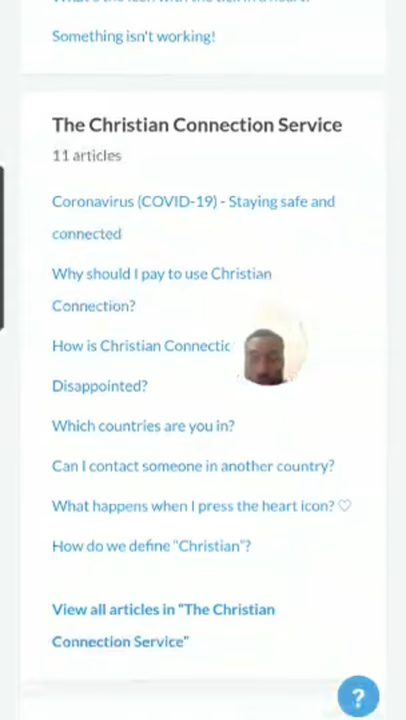 Something isn't working!
The Christian Connection Service
11 articles
Coronavirus (COVID-19) - Staying safe and
connected
Why should I pay to use Christian
Connection?
How is Christian Connectic
Disappointed?
Which countries are you in?
Can I contact someone in another country?
What happens when I press the heart icon? ♡
How do we define "Christian"?
View all articles in "The Christian
Connection Service"
?